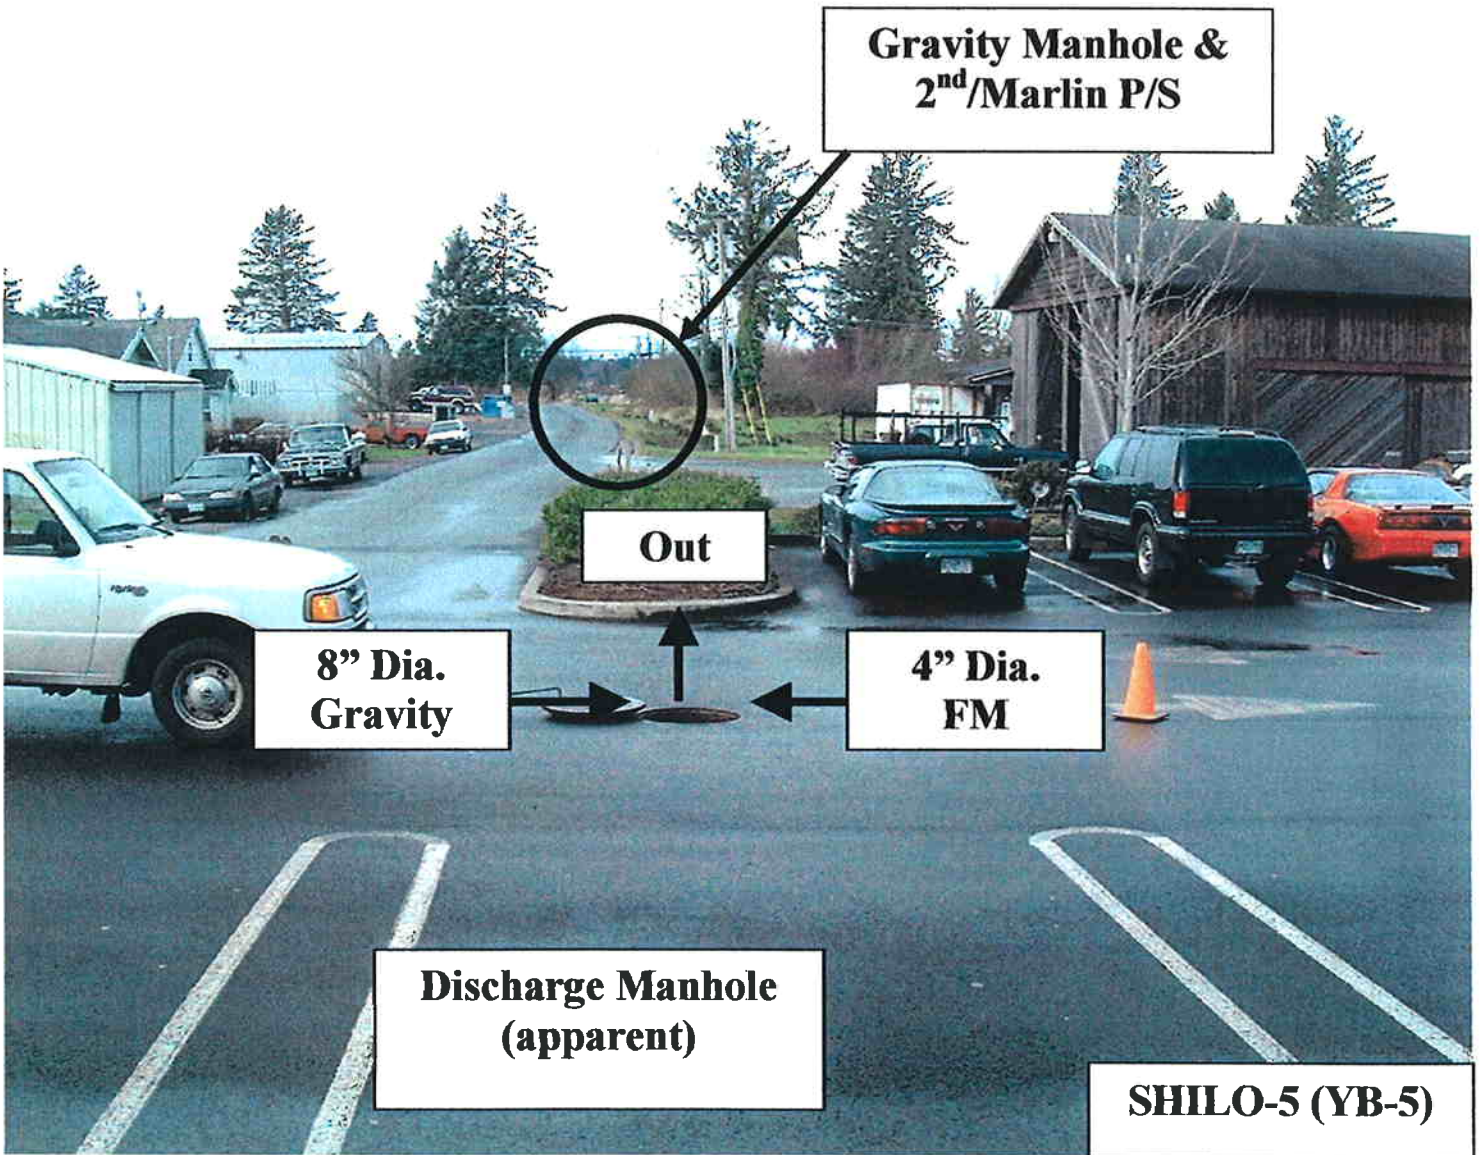 Gravity Manhole &
2nd/Marlin P/S
Out
8” Dia.
Gravity
4” Dia.
FM
Discharge Manhole
(apparent)
SHILO-5 (YB-5)